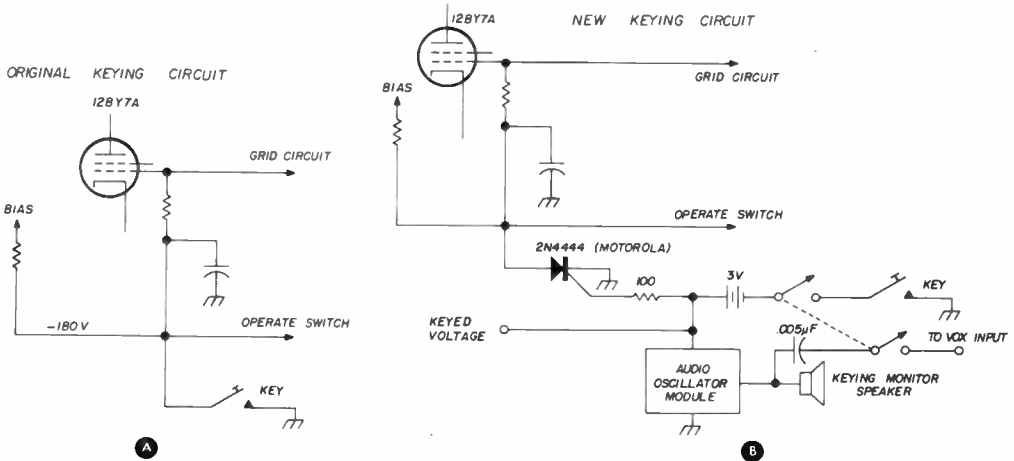 ORIGINAL KEYING CIRCUIT
12BY7A
GRID CIRCUIT
BIAS
-180V
OPERATE SWITCH
KEY
A
NEW KEYING CIRCUIT
12BY7A
GRID CIRCUIT
BIAS
OPERATE SWITCH
2N4444 (MOTOROLA)
100
3V
KEY
KEYED
VOLTAGE
.005µF
TO VOX INPUT
AUDIO
OSCILLATOR
MODULE
KEYING MONITOR
SPEAKER
B